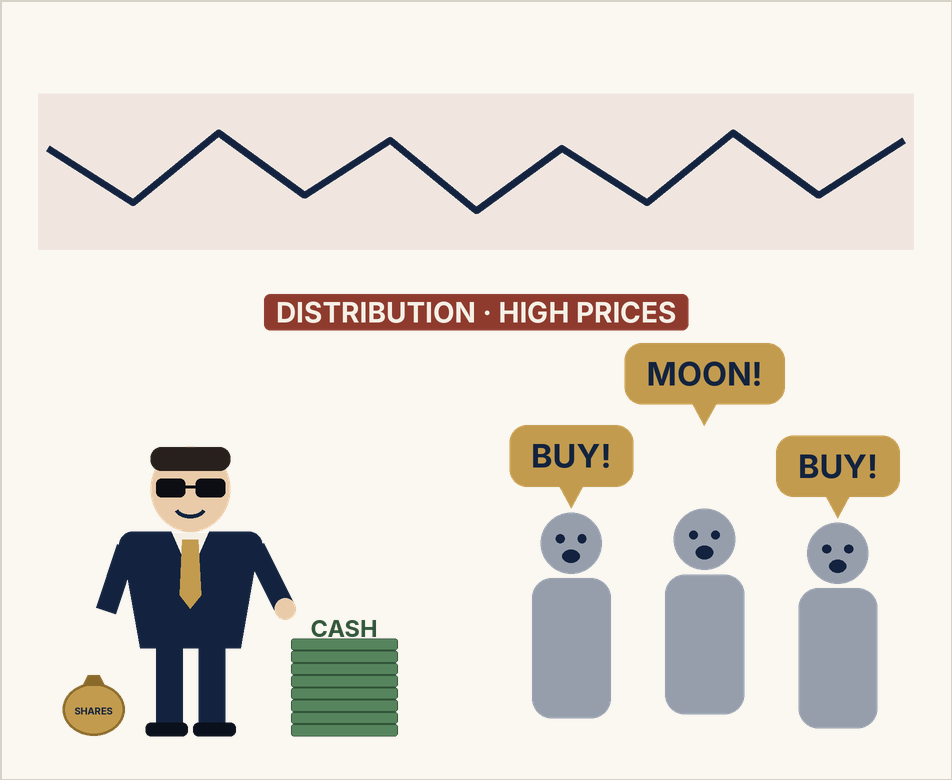 DISTRIBUTION · HIGH PRICES
MOON!
BUY!
BUY!
CASH
SHARES